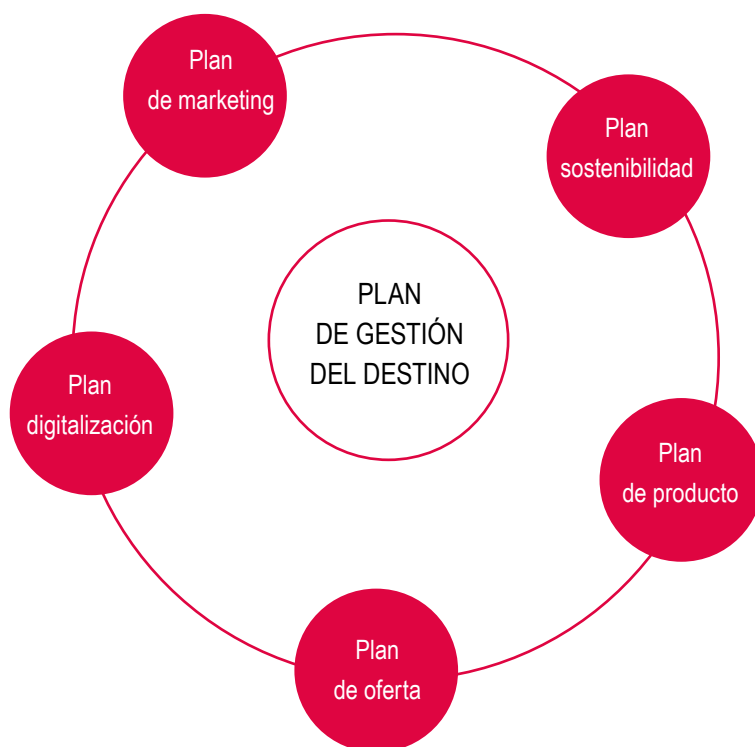 Plan
de marketing
Plan
sostenibilidad
PLAN
DE GESTIÓN
DEL DESTINO
Plan
digitalización
Plan
de producto
Plan
de oferta